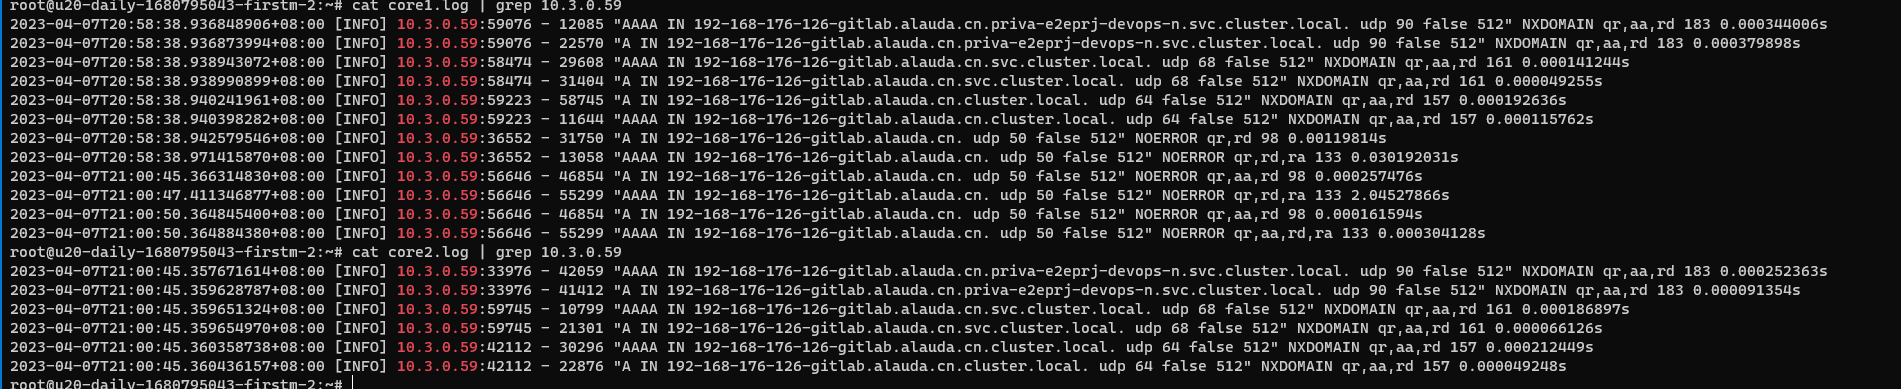 root@u20-daily-1680795043-firstm-2:~# cat core1.log | grep 10.3.0.59
2023-04-07T20:58:38.936848906+08:00 [INFO] 10.3.0.59:59076 - 12085 "AAAA IN 192-168-176-126-gitlab.alauda.cn.priva-e2eprj-devops-n.svc.cluster.local. udp 90 false 512" NXDOMAIN qr,aa,rd 183 0.000344006s
2023-04-07T20:58:38.936873994+08:00 [INFO] 10.3.0.59:59076 - 22570 "A IN 192-168-176-126-gitlab.alauda.cn.priva-e2eprj-devops-n.svc.cluster.local. udp 90 false 512" NXDOMAIN qr,aa,rd 183 0.000379898s
2023-04-07T20:58:38.938943072+08:00 [INFO] 10.3.0.59:58474 - 29608 "AAAA IN 192-168-176-126-gitlab.alauda.cn.svc.cluster.local. udp 68 false 512" NXDOMAIN qr,aa,rd 161 0.000141244s
2023-04-07T20:58:38.938990899+08:00 [INFO] 10.3.0.59:58474 - 31404 "A IN 192-168-176-126-gitlab.alauda.cn.svc.cluster.local. udp 68 false 512" NXDOMAIN qr,aa,rd 161 0.000049255s
2023-04-07T20:58:38.940241961+08:00 [INFO] 10.3.0.59:59223 - 58745 "A IN 192-168-176-126-gitlab.alauda.cn.cluster.local. udp 64 false 512" NXDOMAIN qr,aa,rd 157 0.000192636s
2023-04-07T20:58:38.940398282+08:00 [INFO] 10.3.0.59:59223 - 11644 "AAAA IN 192-168-176-126-gitlab.alauda.cn.cluster.local. udp 64 false 512" NXDOMAIN qr,aa,rd 157 0.000115762s
2023-04-07T20:58:38.942579546+08:00 [INFO] 10.3.0.59:36552 - 31750 "A IN 192-168-176-126-gitlab.alauda.cn. udp 50 false 512" NOERROR qr,rd 98 0.00119814s
2023-04-07T20:58:38.971415870+08:00 [INFO] 10.3.0.59:36552 - 13058 "AAAA IN 192-168-176-126-gitlab.alauda.cn. udp 50 false 512" NOERROR qr,rd,ra 133 0.030192031s
2023-04-07T21:00:45.366314830+08:00 [INFO] 10.3.0.59:56646 - 46854 "A IN 192-168-176-126-gitlab.alauda.cn. udp 50 false 512" NOERROR qr,aa,rd 98 0.000257476s
2023-04-07T21:00:47.411346877+08:00 [INFO] 10.3.0.59:56646 - 55299 "AAAA IN 192-168-176-126-gitlab.alauda.cn. udp 50 false 512" NOERROR qr,rd,ra 133 2.04527866s
2023-04-07T21:00:50.364845400+08:00 [INFO] 10.3.0.59:56646 - 46854 "A IN 192-168-176-126-gitlab.alauda.cn. udp 50 false 512" NOERROR qr,aa,rd 98 0.000161594s
2023-04-07T21:00:50.364884380+08:00 [INFO] 10.3.0.59:56646 - 55299 "AAAA IN 192-168-176-126-gitlab.alauda.cn. udp 50 false 512" NOERROR qr,aa,rd,ra 133 0.000304128s
root@u20-daily-1680795043-firstm-2:~# cat core2.log | grep 10.3.0.59
2023-04-07T21:00:45.357671614+08:00 [INFO] 10.3.0.59:33976 - 42059 "AAAA IN 192-168-176-126-gitlab.alauda.cn.priva-e2eprj-devops-n.svc.cluster.local. udp 90 false 512" NXDOMAIN qr,aa,rd 183 0.000252363s
2023-04-07T21:00:45.359628787+08:00 [INFO] 10.3.0.59:33976 - 41412 "A IN 192-168-176-126-gitlab.alauda.cn.priva-e2eprj-devops-n.svc.cluster.local. udp 90 false 512" NXDOMAIN qr,aa,rd 183 0.000091354s
2023-04-07T21:00:45.359651324+08:00 [INFO] 10.3.0.59:59745 - 10799 "AAAA IN 192-168-176-126-gitlab.alauda.cn.svc.cluster.local. udp 68 false 512" NXDOMAIN qr,aa,rd 161 0.000186897s
2023-04-07T21:00:45.359654970+08:00 [INFO] 10.3.0.59:59745 - 21301 "A IN 192-168-176-126-gitlab.alauda.cn.svc.cluster.local. udp 68 false 512" NXDOMAIN qr,aa,rd 161 0.000066126s
2023-04-07T21:00:45.360358738+08:00 [INFO] 10.3.0.59:42112 - 30296 "AAAA IN 192-168-176-126-gitlab.alauda.cn.cluster.local. udp 64 false 512" NXDOMAIN qr,aa,rd 157 0.000212449s
2023-04-07T21:00:45.360436157+08:00 [INFO] 10.3.0.59:42112 - 22876 "A IN 192-168-176-126-gitlab.alauda.cn.cluster.local. udp 64 false 512" NXDOMAIN qr,aa,rd 157 0.000049248s
root@u20-daily-1680795043-firstm-2:~#